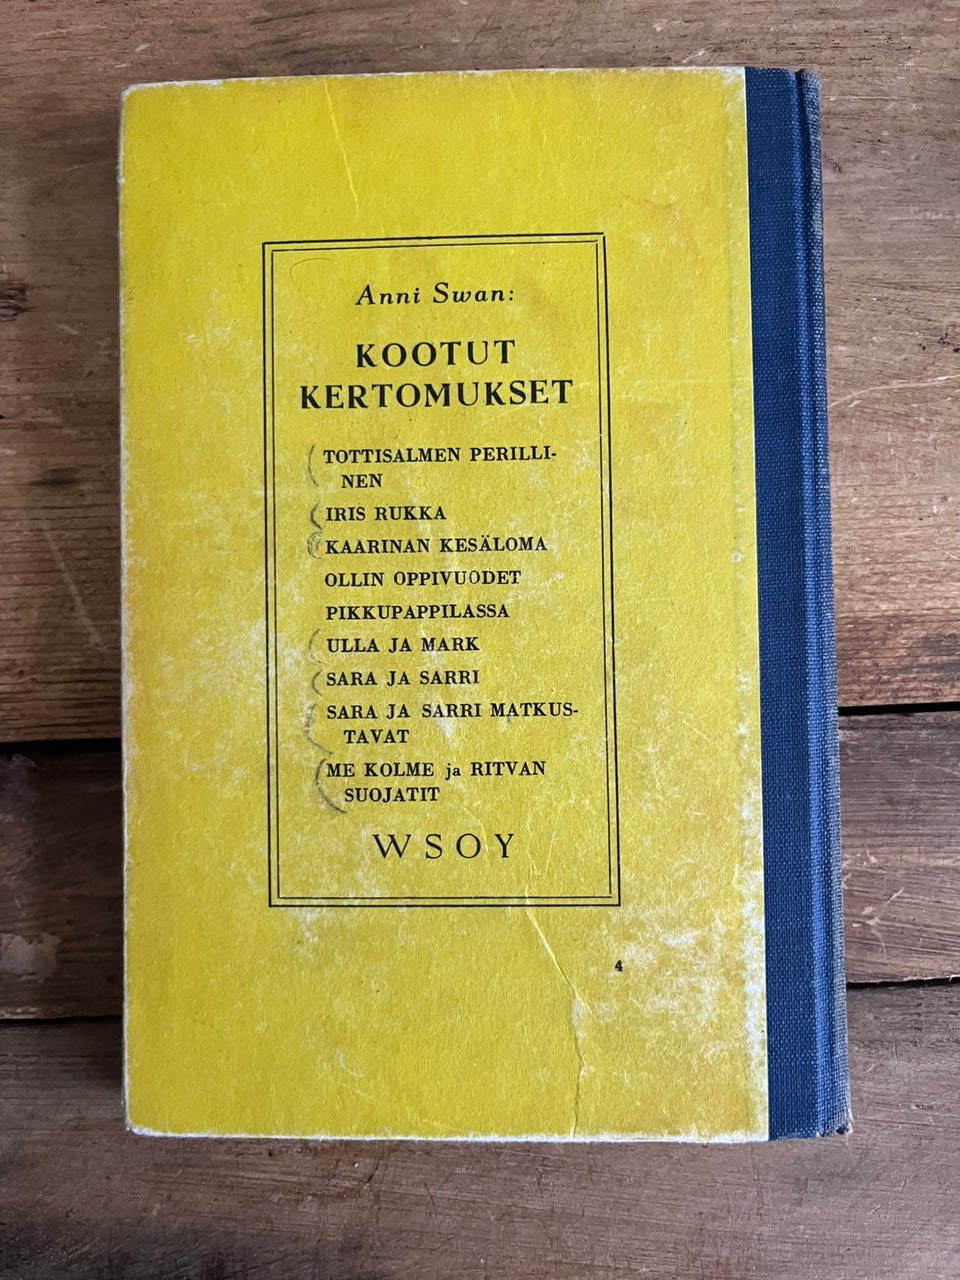 Anni Swan:
KOOTUT
KERTOMUKSET
TOTTISALMEN PERILLI-
NEN
IRIS RUKKA
KAARINAN KESÄLOMA
OLLIN OPPIVUODET
PIKKUPAPPILASSA
ULLA JA MARK
SARA JA SARRI
SARA JA SARRI MATKUS-
TAVAT
ME KOLME ja RITVAN
SUOJATIT
WSOY
4